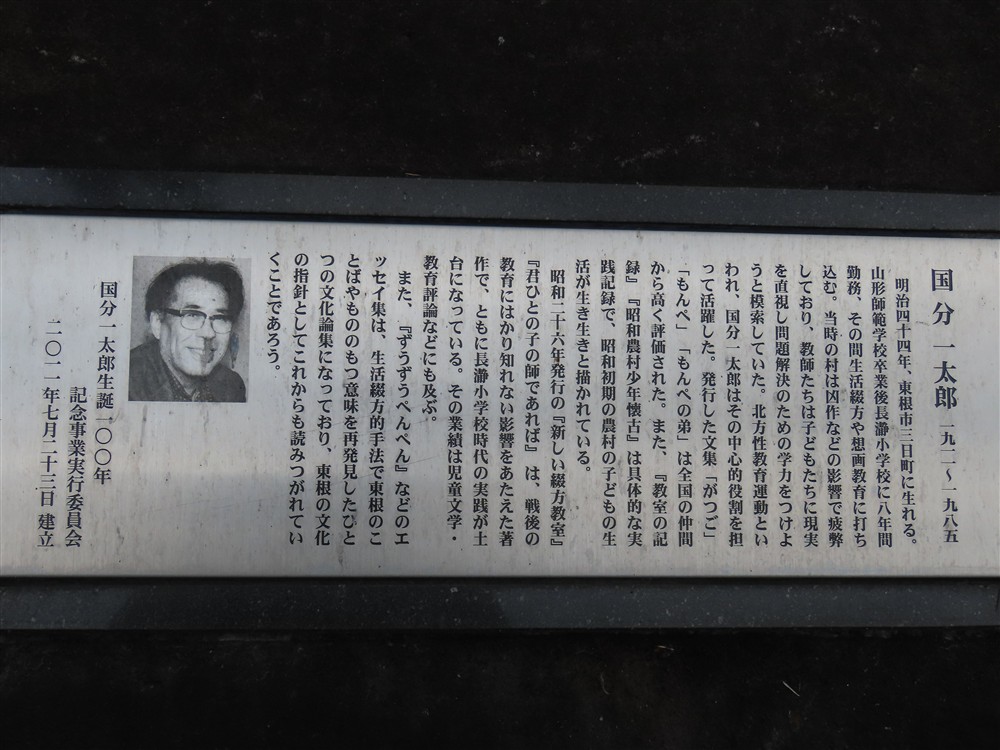 国分一太郎 一九一一〜一九八五
明治四十四年、東根市三日町に生れる。
山形師範学校卒業後長瀞小学校に八年間
勤務、その間生活綴方や想画教育に打ち
込む。当時の村は凶作などの影響で疲弊
しており、教師たちは子どもたちに現実
を直視し問題解決のための学力をつけよ
うと模索していた。北方性教育運動とい
われ、国分一太郎はその中心的役割を担
って活躍した。発行した文集「がつご」
「もんぺ」「もんぺの弟」は全国の仲間
から高く評価された。また、『教室の記
録』『昭和農村少年懐古』は具体的な実
践記録で、昭和初期の農村の子どもの生
活が生き生きと描かれている。
昭和二十六年発行の『新しい綴方教室』
『君ひとの子の師であれば』は、戦後の
教育にはかり知れない影響をあたえた著
作で、ともに長瀞小学校時代の実践が土
台になっている。その業績は児童文学・
教育評論などにも及ぶ。
また、『ずうずうぺんぺん』などのエ
ッセイ集は、生活綴方的手法で東根のこ
とばやもののもつ意味を再発見したひと
つの文化論集になっており、東根の文化
の指針としてこれからも読みつがれてい
くことであろう。
国分一太郎生誕一〇〇年
記念事業実行委員会
二〇一一年七月二十三日 建立